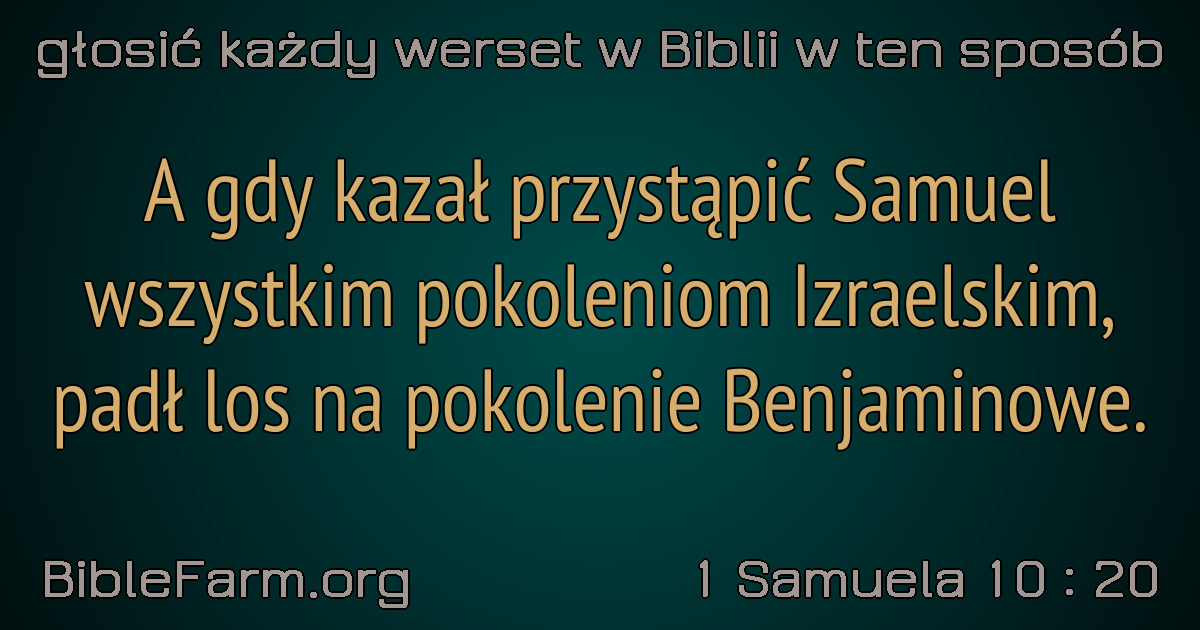 głosić każdy werset w Biblii w ten sposób
A gdy kazał przystąpić Samuel
wszystkim pokoleniom Izraelskim,
padł los na pokolenie Benjaminowe.
BibleFarm.org
1 Samuela 10 : 20